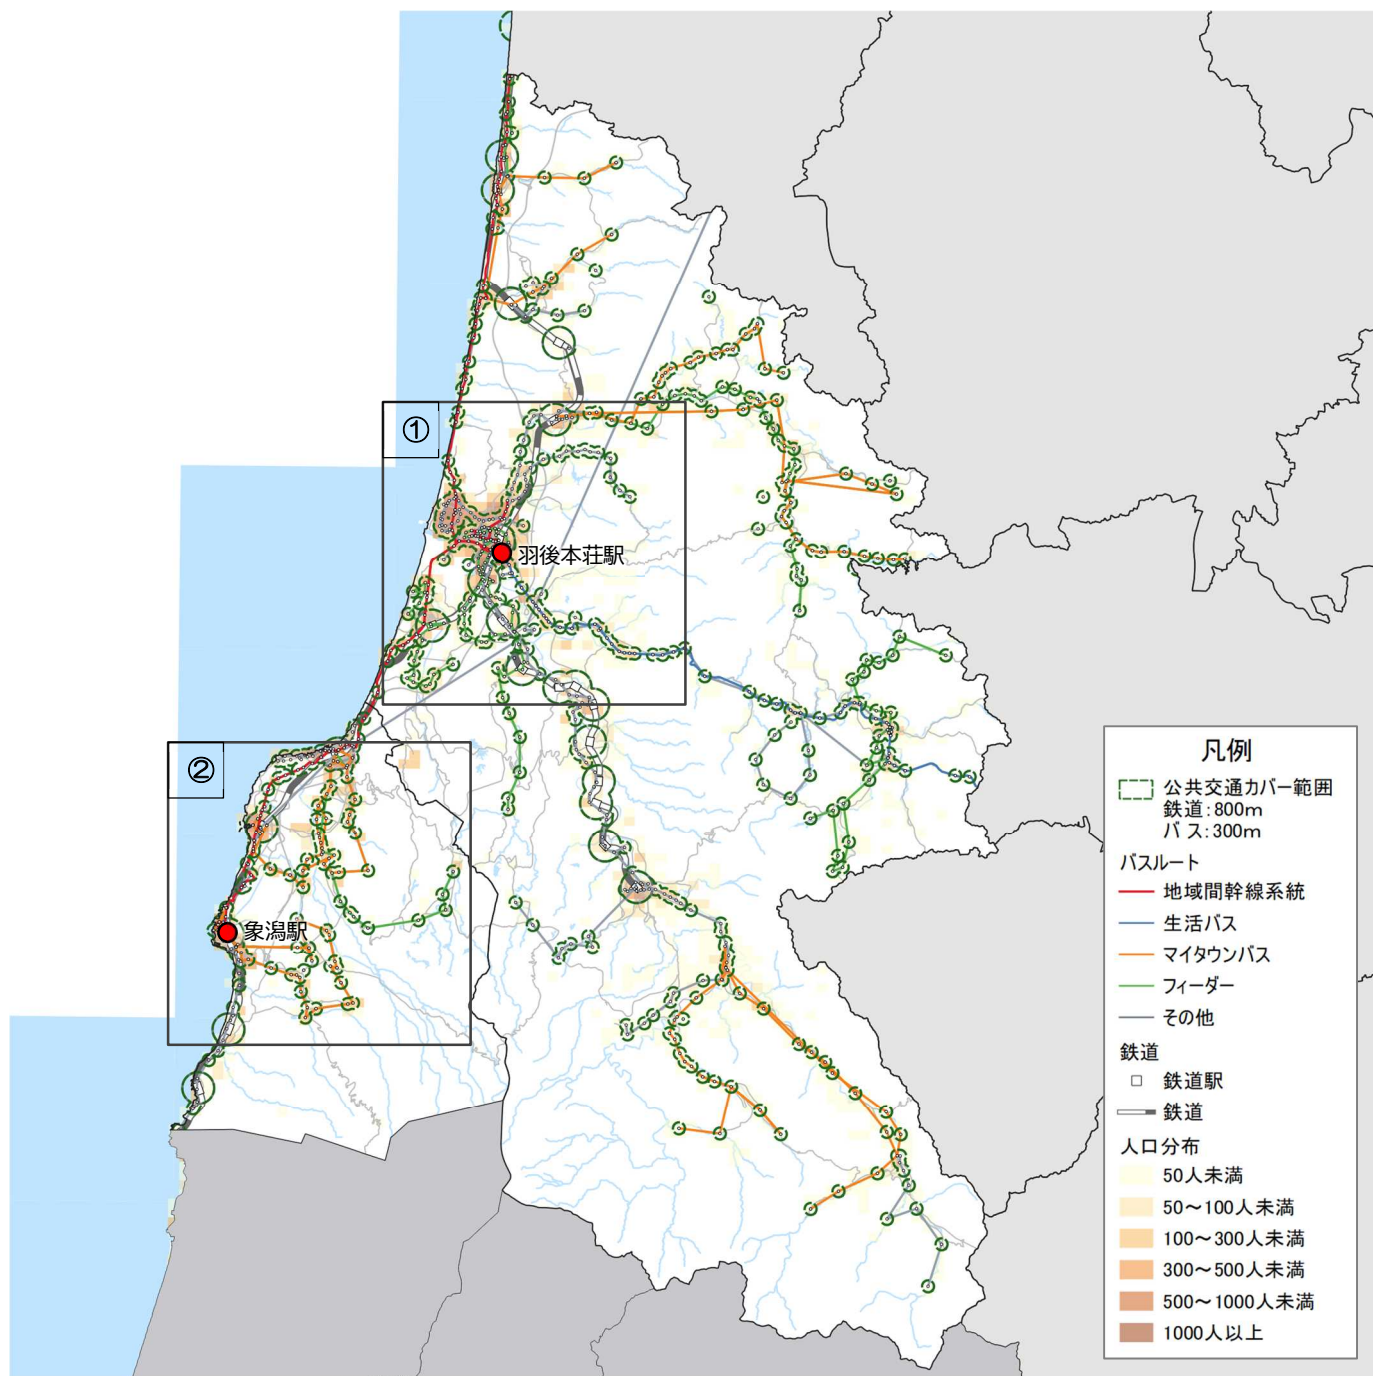 ①
羽後本荘駅
②
象潟駅
凡例
公共交通カバー範囲
鉄道:800m
バス:300m
バスルート
地域間幹線系統
生活バス
マイタウンバス
フィーダー
その他
鉄道
鉄道駅
鉄道
人口分布
50人未満
50～100人未満
100～300人未満
300～500人未満
500～1000人未満
1000人以上